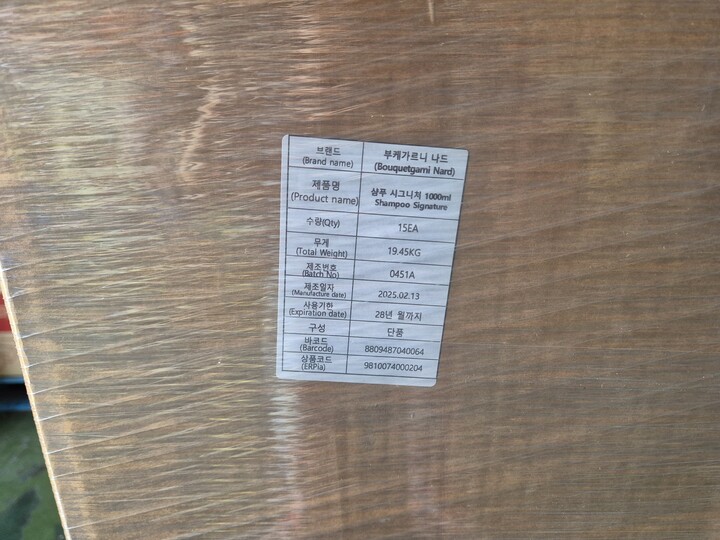 브랜드
(Brand name)
부케가르니 나드
(Bouquetgarni Nard)
제품명
(Product name)
샴푸 시그니처 1000ml
Shampoo Signature
수량(Qty)
15EA
무게
(Total Weight)
19.45KG
제조번호
(Batch No)
0451A
제조일자
(Manufacture date)
2025.02.13
사용기한
(Expiration date)
28년 월까지
구성
단품
바코드
(Barcode)
8809487040064
상품코드
(ERPia)
9810074000204